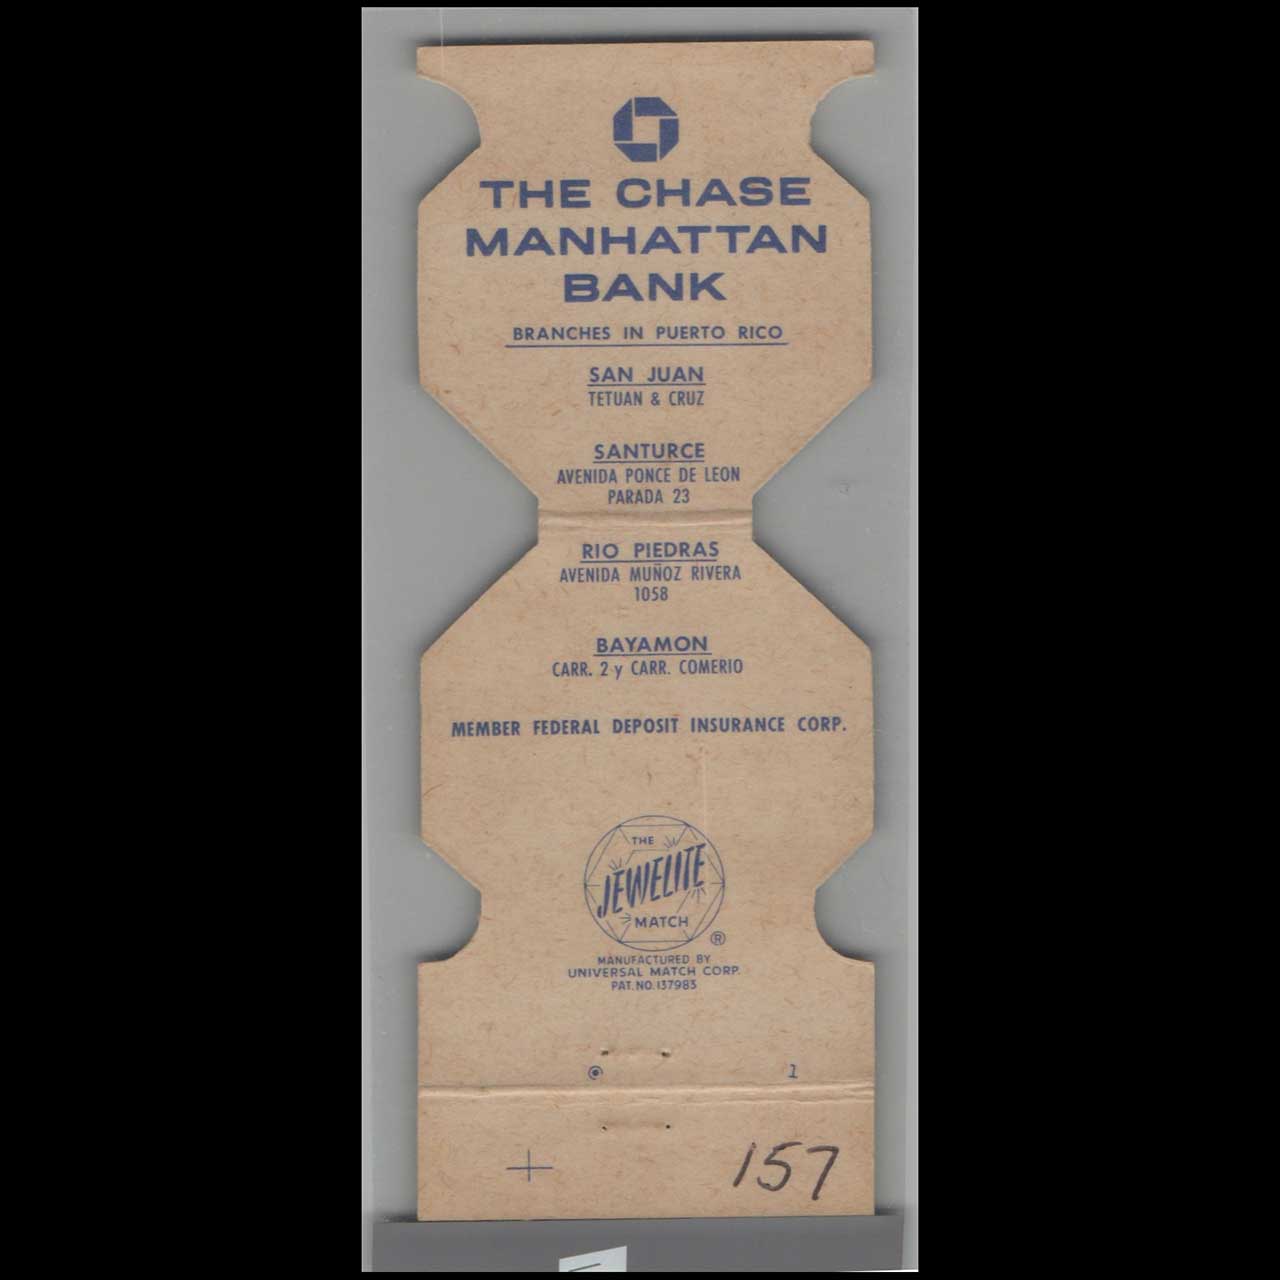 THE CHASE
MANHATTAN
BANK
BRANCHES IN PUERTO RICO
SAN JUAN
TETUAN & CRUZ
SANTURCE
AVENIDA PONCE DE LEON
PARADA 23
RIO PIEDRAS
AVENIDA MUÑOZ RIVERA
1058
BAYAMON
CARR. 2 y CARR. COMERIO
MEMBER FEDERAL DEPOSIT INSURANCE CORP.
THE
JEWELITE
MATCH
®
MANUFACTURED BY
UNIVERSAL MATCH CORP.
PAT. NO. 137983
1
157